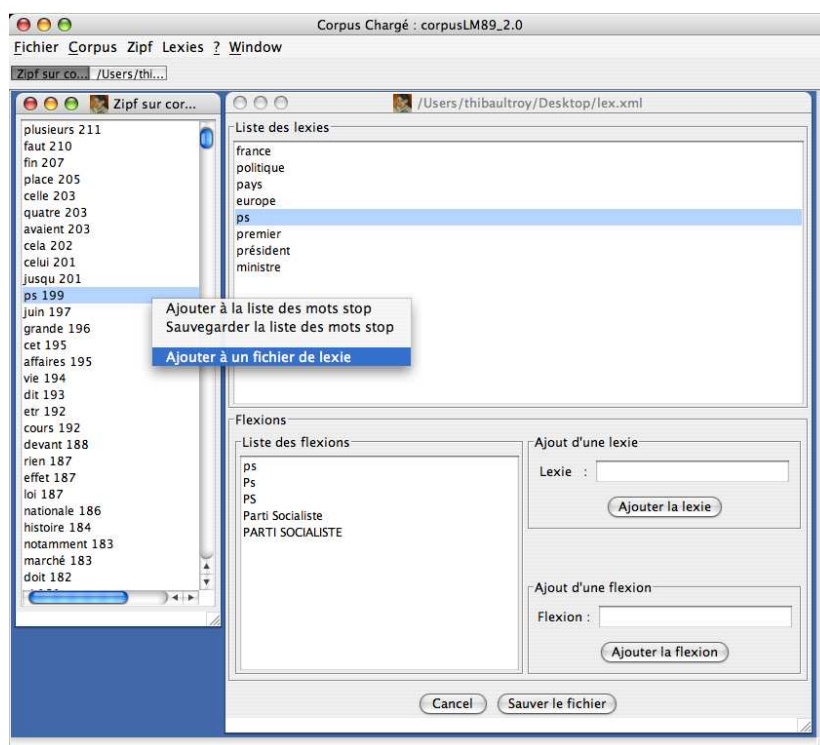 Corpus Chargé : corpusLM89_2.0
Fichier Corpus Zipf Lexies ? Window
Zipf sur co... /Users/thi...
Zipf sur cor...
plusieurs 211
faut 210
fin 207
place 205
celle 203
quatre 203
avaient 203
cela 202
celui 201
jusqu 201
ps 199
juin 197
grande 196
cet 195
affaires 195
vie 194
dit 193
etr 192
cours 192
devant 188
rien 187
effet 187
loi 187
nationale 186
histoire 184
notamment 183
marché 183
doit 182
Ajouter à la liste des mots stop
Sauvegarder la liste des mots stop
Ajouter à un fichier de lexie
/Users/thibaultroy/Desktop/lex.xml
Liste des lexies
france
politique
pays
europe
ps
premier
président
ministre
Flexions
Liste des flexions
ps
Ps
PS
Parti Socialiste
PARTI SOCIALISTE
Ajout d'une lexie
Lexie :
Ajouter la lexie
Ajout d'une flexion
Flexion :
Ajouter la flexion
Cancel Sauver le fichier